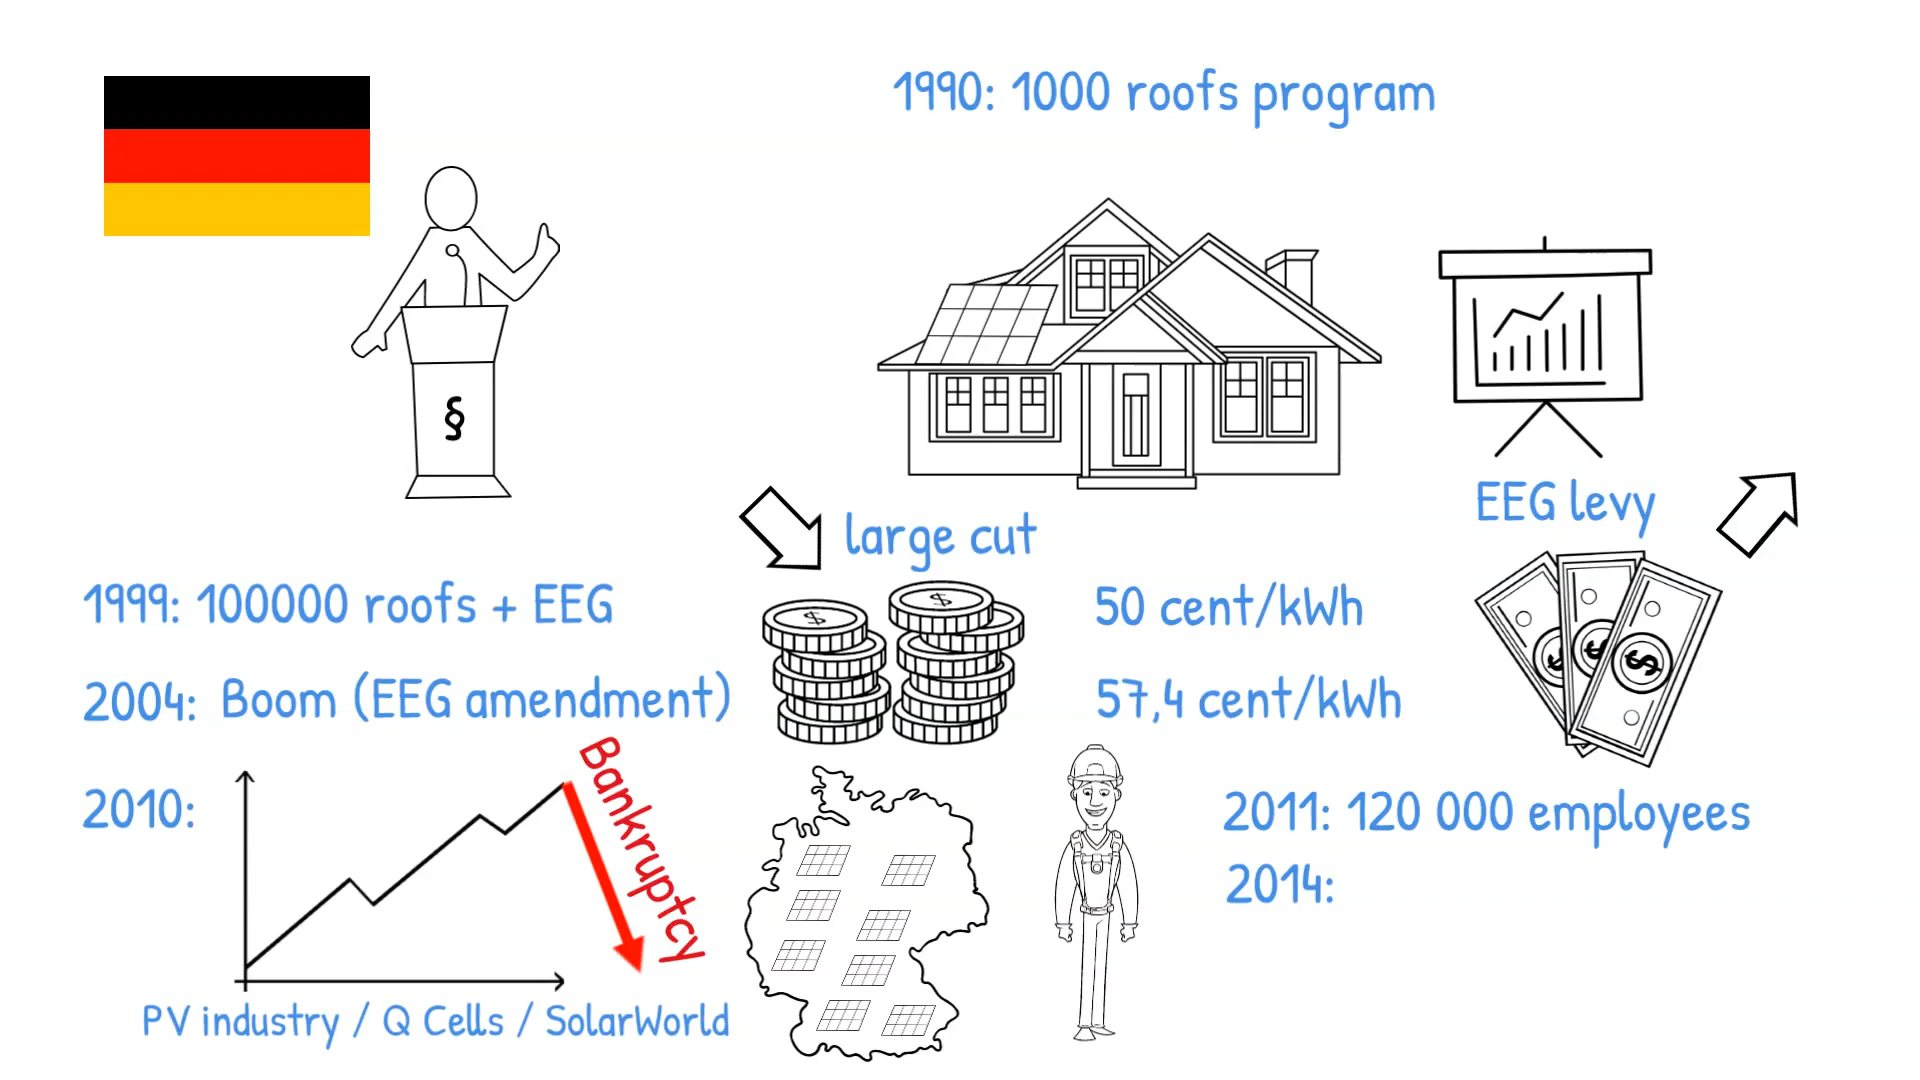 1990: 1000 roofs program
§
EEG levy
large cut
1999: 100000 roofs + EEG
50 cent/kWh
2004: Boom (EEG amendment)
57,4 cent/kWh
Bankruptcy
2010:
2011: 120 000 employees
2014:
PV industry / Q Cells / SolarWorld
$
$
$
$
$